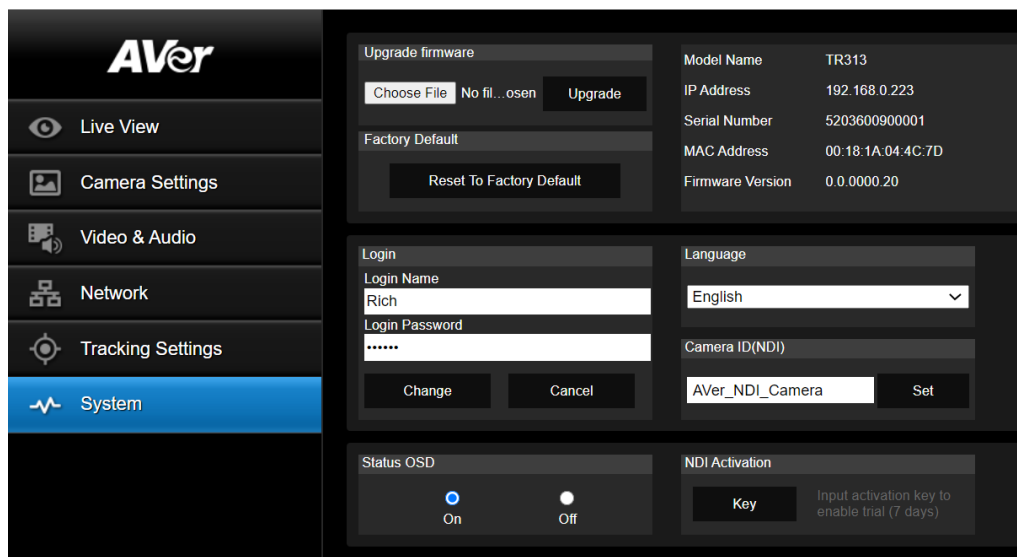 AVer
Live View
Camera Settings
Video & Audio
Network
Tracking Settings
System
Upgrade firmware
Choose File No fil...osen Upgrade
Factory Default
Reset To Factory Default
Model Name TR313
IP Address 192.168.0.223
Serial Number 5203600900001
MAC Address 00:18:1A:04:4C:7D
Firmware Version 0.0.0000.20
Login
Login Name
Rich
Login Password
••••••
Change Cancel
Language
English
Camera ID(NDI)
AVer_NDI_Camera Set
Status OSD
On Off
NDI Activation
Key
Input activation key to
enable trial (7 days)